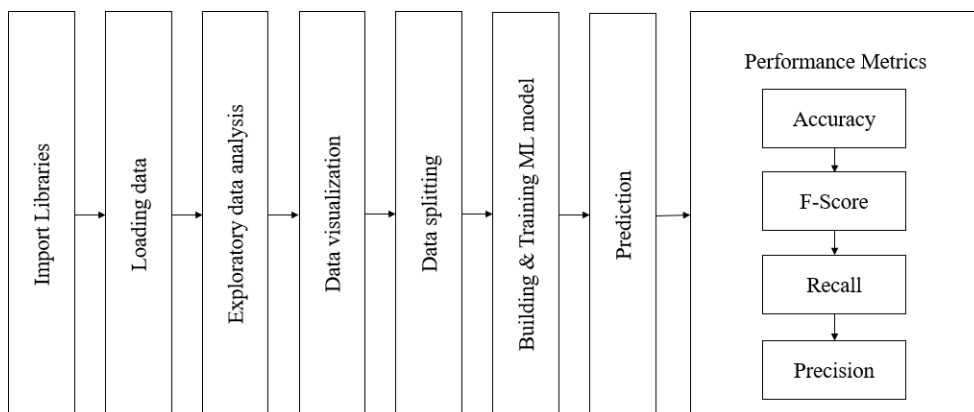 Import Libraries
Loading data
Exploratory data analysis
Data visualization
Data splitting
Building & Training ML model
Prediction
Performance Metrics
Accuracy
F-Score
Recall
Precision